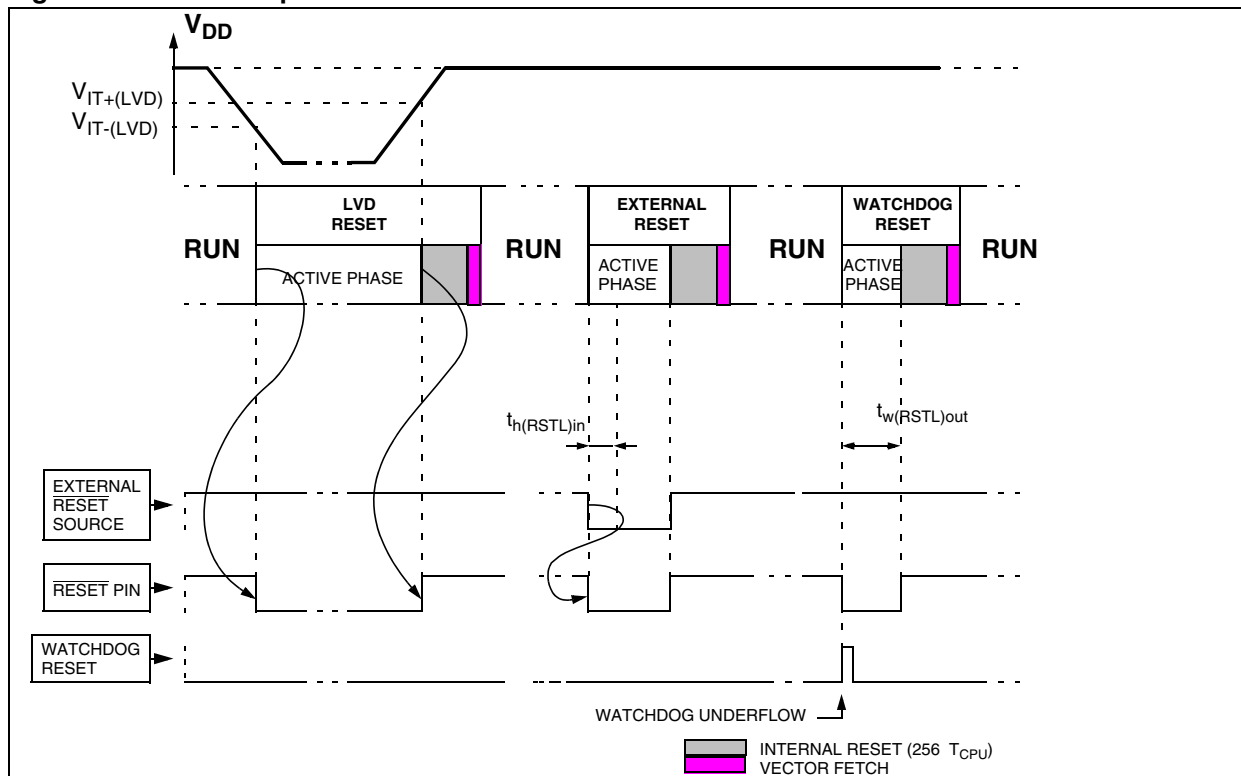 V_DD
V_IT+(LVD)
V_IT-(LVD)
LVD
RESET
EXTERNAL
RESET
WATCHDOG
RESET
RUN
RUN
RUN
RUN
ACTIVE PHASE
ACTIVE
PHASE
ACTIVE
PHASE
t_h(RSTL)in
t_w(RSTL)out
EXTERNAL
RESET
SOURCE
RESET PIN
WATCHDOG
RESET
WATCHDOG UNDERFLOW
INTERNAL RESET (256 T_CPU)
VECTOR FETCH